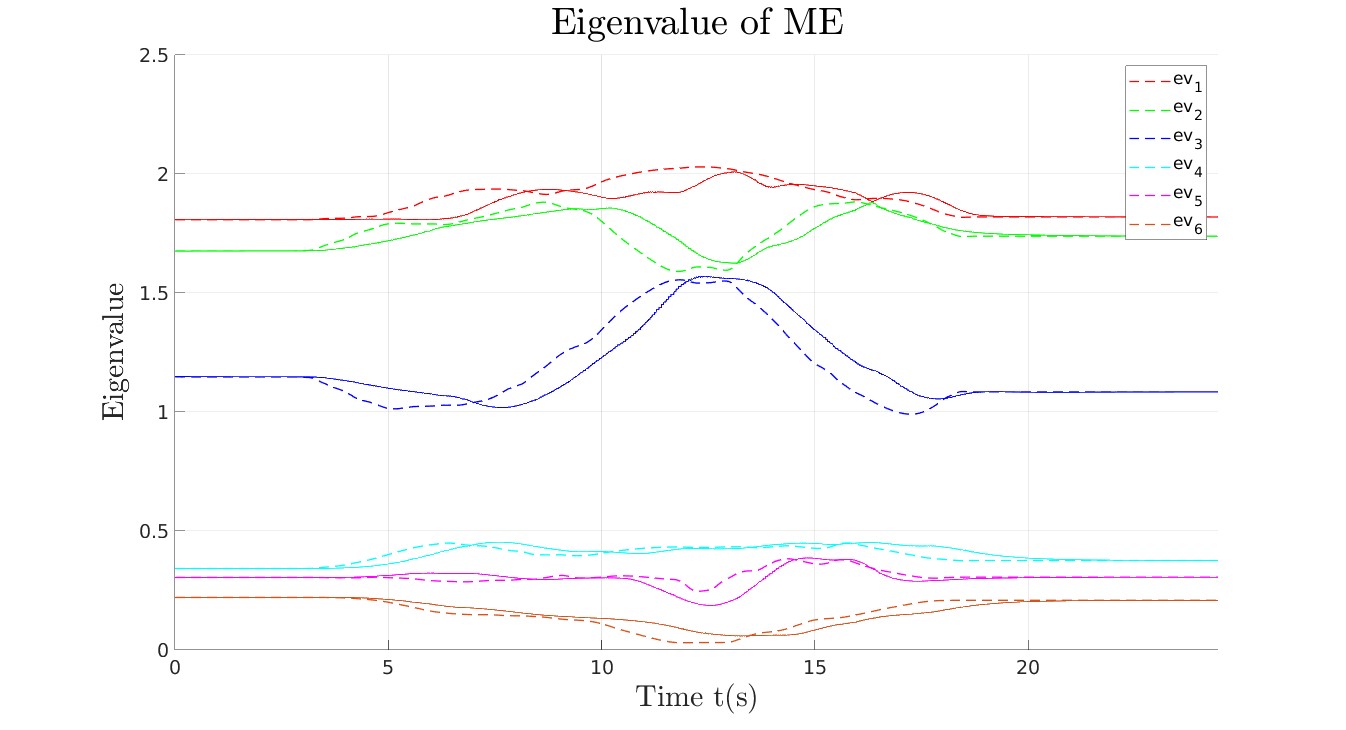 Eigenvalue of ME
2.5
2
1.5
1
0.5
0
Eigenvalue
0 5 10 15 20
Time t(s)
ev1
ev2
ev3
ev4
ev5
ev6